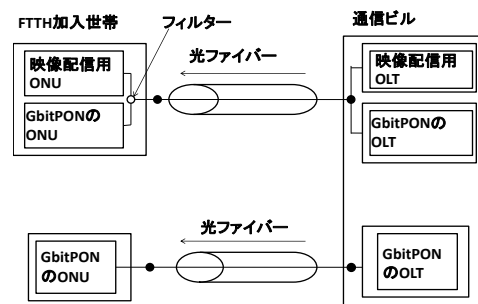 FTTH加入世帯
フィルター
通信ビル
光ファイバー
映像配信用
ONU
GbitPONの
ONU
映像配信用
OLT
GbitPONの
OLT
光ファイバー
GbitPON
のONU
GbitPON
のOLT